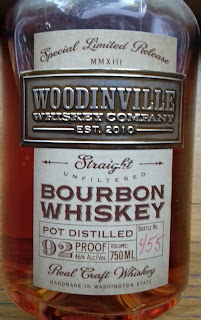 Special Limited Release
MMXIII
WOODINVILLE
WHISKEY COMPANY
EST. 2010
Straight
UNFILTERED
BOURBON
WHISKEY
POT DISTILLED
92 PROOF
46% Alc/Vol
VOLUME:
750ML
BOTTLE No.
455
Real Craft Whiskey
HANDMADE IN WASHINGTON STATE